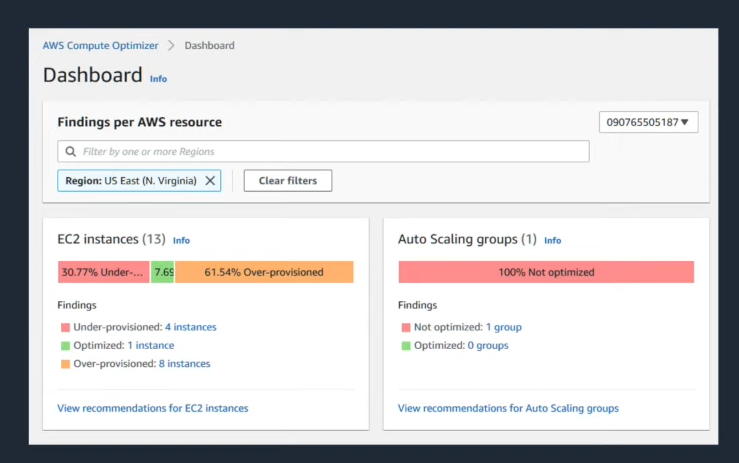 AWS Compute Optimizer > Dashboard
Dashboard Info
Findings per AWS resource
090765505187
Filter by one or more Regions
Region: US East (N. Virginia)
Clear filters
EC2 instances (13) Info
30.77% Under-... 7.69 61.54% Over-provisioned
Findings
Under-provisioned: 4 instances
Optimized: 1 instance
Over-provisioned: 8 instances
View recommendations for EC2 instances
Auto Scaling groups (1) Info
100% Not optimized
Findings
Not optimized: 1 group
Optimized: 0 groups
View recommendations for Auto Scaling groups